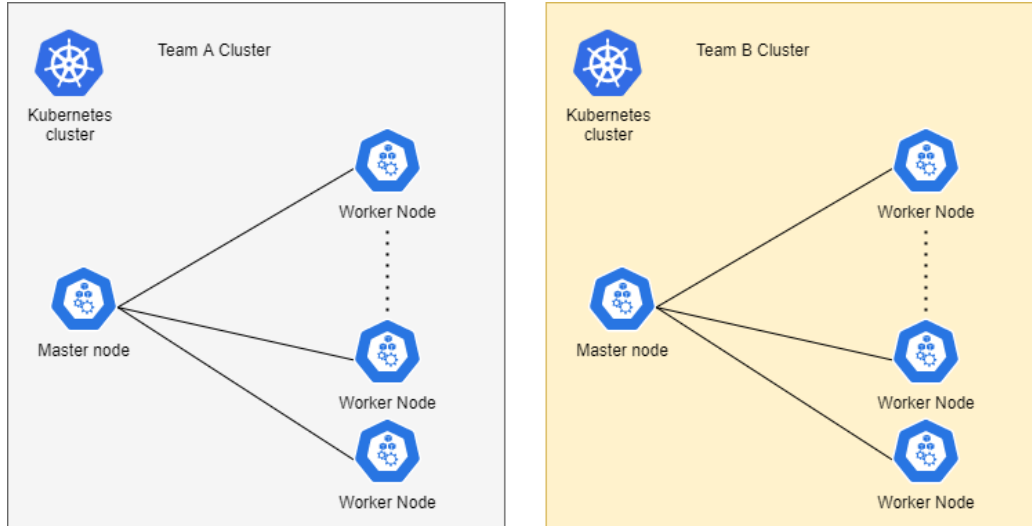 Team A Cluster
Kubernetes
cluster
Worker Node
Master node
Worker Node
Worker Node
Team B Cluster
Kubernetes
cluster
Worker Node
Master node
Worker Node
Worker Node